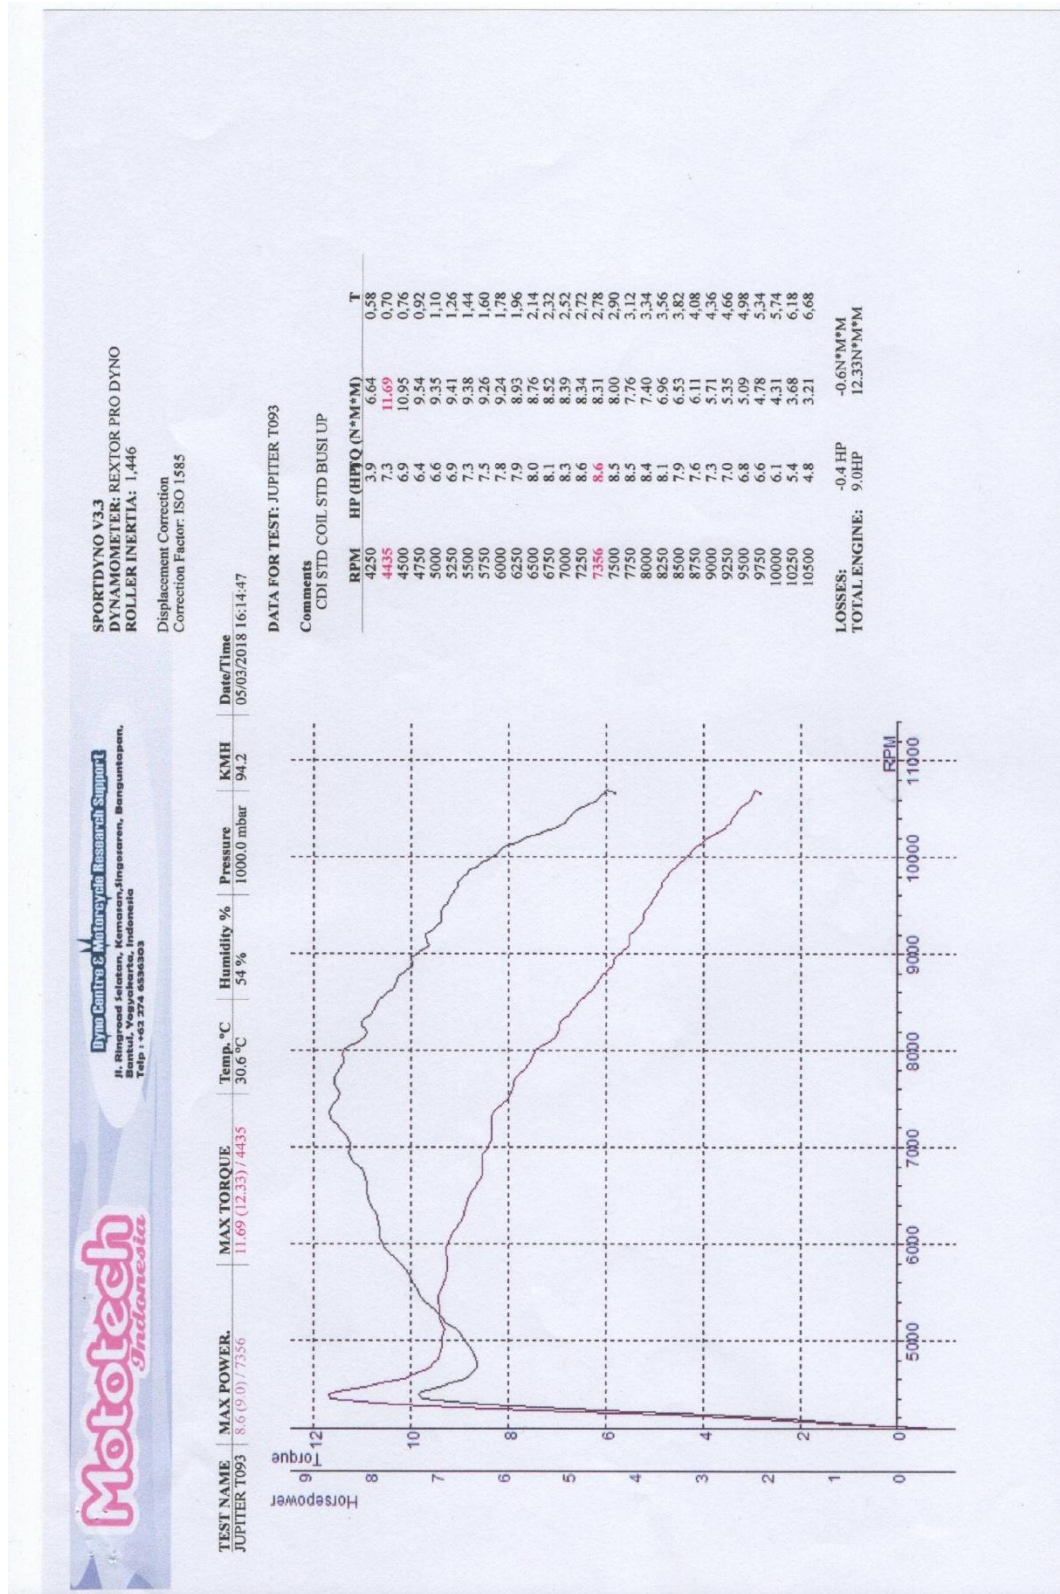 Mototech
Indonesia
Dyno Centre & Motorcycle Research Support
Jl. Ringroad Selatan, Kemasan,Singosaren, Banguntapan,
Bantul, Yogyakarta, Indonesia
Telp : +62 274 6536303
SPORTDYNO V3.3
DYNAMOMETER: REXTOR PRO DYNO
ROLLER INERTIA: 1,446
Displacement Correction
Correction Factor: ISO 1585
TEST NAME MAX POWER. MAX TORQUE Temp. °C Humidity % Pressure KMH Date/Time
JUPITER T093 8.6 (9.0) / 7356 11.69 (12.33) / 4435 30.6 °C 54 % 1000.0 mbar 94.2 05/03/2018 16:14:47
Horsepower
9
8
7
6
5
4
3
2
1
0
Torque
12
10
8
6
4
2
0
5000 6000 7000 8000 9000 10000 11000
RPM
DATA FOR TEST: JUPITER T093
Comments
CDI STD COIL STD BUSI UP
RPM HP (HP) TQ (N*M*M) T
4250 3.9 6.64 0,58
4435 7.3 11.69 0,70
4500 6.9 10.95 0,76
4750 6.4 9.54 0,92
5000 6.6 9.35 1,10
5250 6.9 9.41 1,26
5500 7.3 9.38 1,44
5750 7.5 9.26 1,60
6000 7.8 9.24 1,78
6250 7.9 8.93 1,96
6500 8.0 8.76 2,14
6750 8.1 8.52 2,32
7000 8.3 8.39 2,52
7250 8.6 8.34 2,72
7356 8.6 8.31 2,78
7500 8.5 8.00 2,90
7750 8.5 7.76 3,12
8000 8.4 7.40 3,34
8250 8.1 6.96 3,56
8500 7.9 6.53 3,82
8750 7.6 6.11 4,08
9000 7.3 5.71 4,36
9250 7.0 5.35 4,66
9500 6.8 5.09 4,98
9750 6.6 4.78 5,34
10000 6.1 4.31 5,74
10250 5.4 3.68 6,18
10500 4.8 3.21 6,68
LOSSES: -0.4 HP -0.6N*M*M
TOTAL ENGINE: 9.0HP 12.33N*M*M